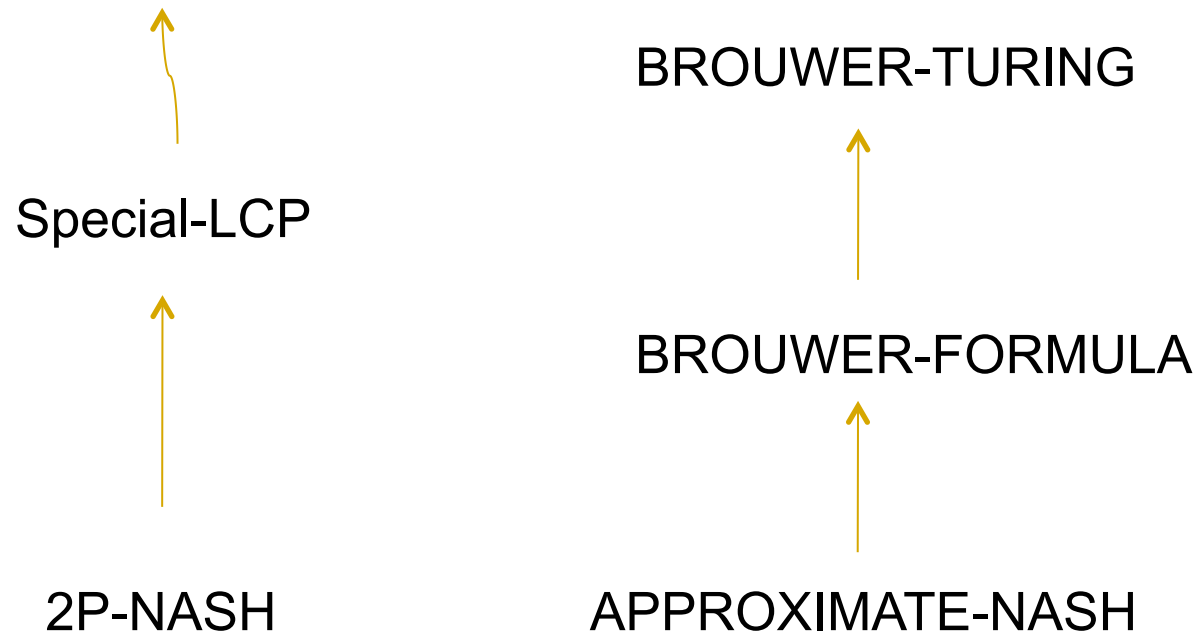 BROUWER-TURING
Special-LCP
BROUWER-FORMULA
2P-NASH
APPROXIMATE-NASH